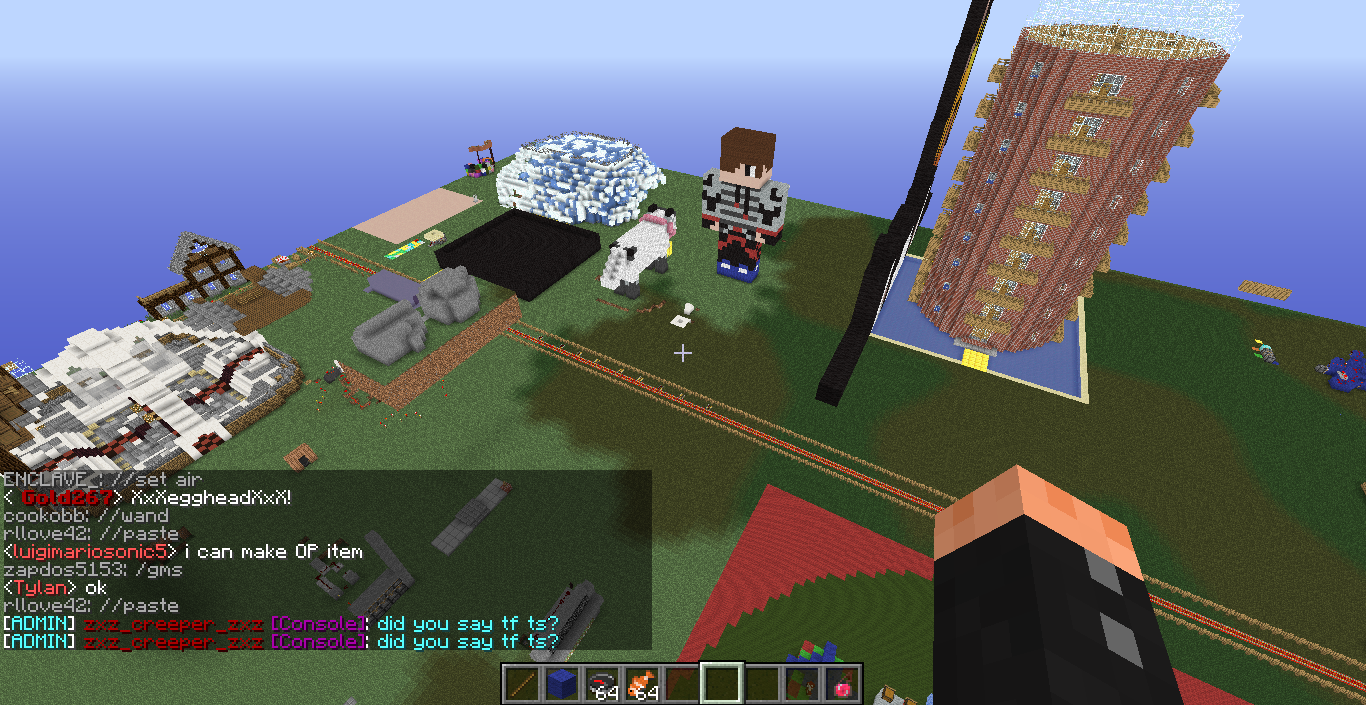 ENCLAVE_: //set air
< Gold267> XxXeggheadXxX!
cookobb: //wand
rllove42: //paste
<luigimariosonic5> i can make OP item
zapdos5153: /gms
<Tylan> ok
rllove42: //paste
[ADMIN] zxz_creeper_zxz [Console]: did you say tf ts?
[ADMIN] zxz_creeper_zxz [Console]: did you say tf ts?
64 64